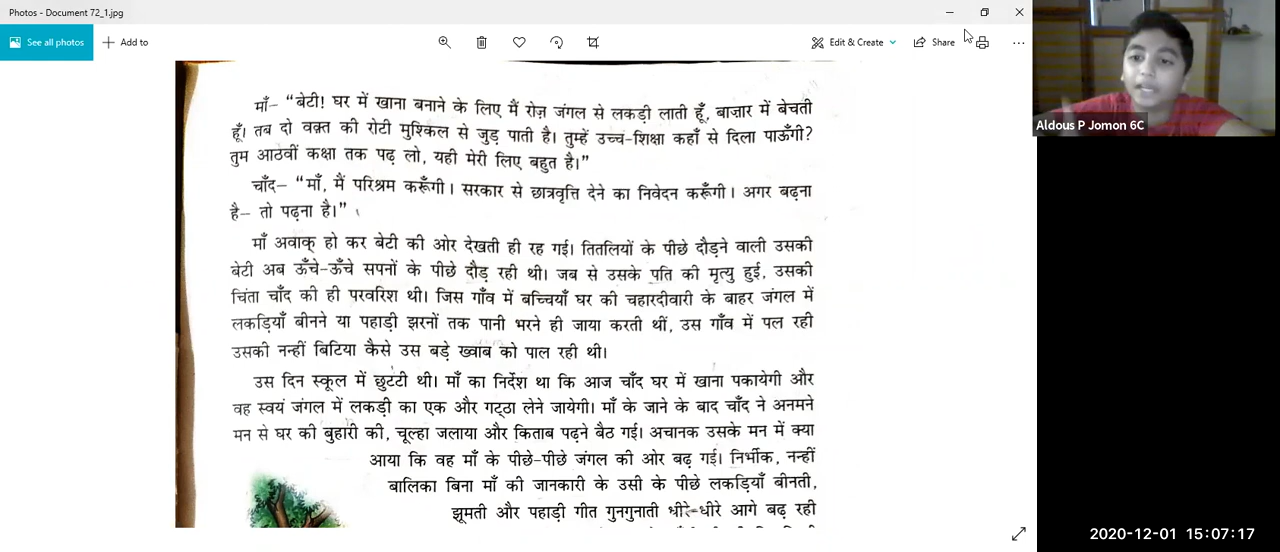 Photos - Document 72_1.jpg
See all photos
Add to
Edit & Create
Share
माँ– “बेटी! घर में खाना बनाने के लिए मैं रोज़ जंगल से लकड़ी लाती हूँ, बाज़ार में बेचती
हूँ। तब दो वक़्त की रोटी मुश्किल से जुड़ पाती है। तुम्हें उच्च-शिक्षा कहाँ से दिला पाऊँगी?
तुम आठवीं कक्षा तक पढ़ लो, यही मेरी लिए बहुत है।”
चाँद– “माँ, मैं परिश्रम करूँगी। सरकार से छात्रवृत्ति देने का निवेदन करूँगी। अगर बढ़ना
है– तो पढ़ना है।”
माँ अवाक् हो कर बेटी की ओर देखती ही रह गई। तितलियों के पीछे दौड़ने वाली उसकी
बेटी अब ऊँचे-ऊँचे सपनों के पीछे दौड़ रही थी। जब से उसके पति की मृत्यु हुई, उसकी
चिंता चाँद की ही परवरिश थी। जिस गाँव में बच्चियाँ घर की चहारदीवारी के बाहर जंगल में
लकड़ियाँ बीनने या पहाड़ी झरनों तक पानी भरने ही जाया करती थीं, उस गाँव में पल रही
उसकी नन्हीं बिटिया कैसे उस बड़े ख्वाब को पाल रही थी।
उस दिन स्कूल में छुटटी थी। माँ का निर्देश था कि आज चाँद घर में खाना पकायेगी और
वह स्वयं जंगल में लकड़ी का एक और गट्ठा लेने जायेगी। माँ के जाने के बाद चाँद ने अनमने
मन से घर की बुहारी की, चूल्हा जलाया और किताब पढ़ने बैठ गई। अचानक उसके मन में क्या
आया कि वह माँ के पीछे-पीछे जंगल की ओर बढ़ गई। निर्भीक, नन्हीं
बालिका बिना माँ की जानकारी के उसी के पीछे लकड़ियाँ बीनती,
झूमती और पहाड़ी गीत गुनगुनाती धीरे-धीरे आगे बढ़ रही
Aldous P Jomon 6C
2020-12-01 15:07:17